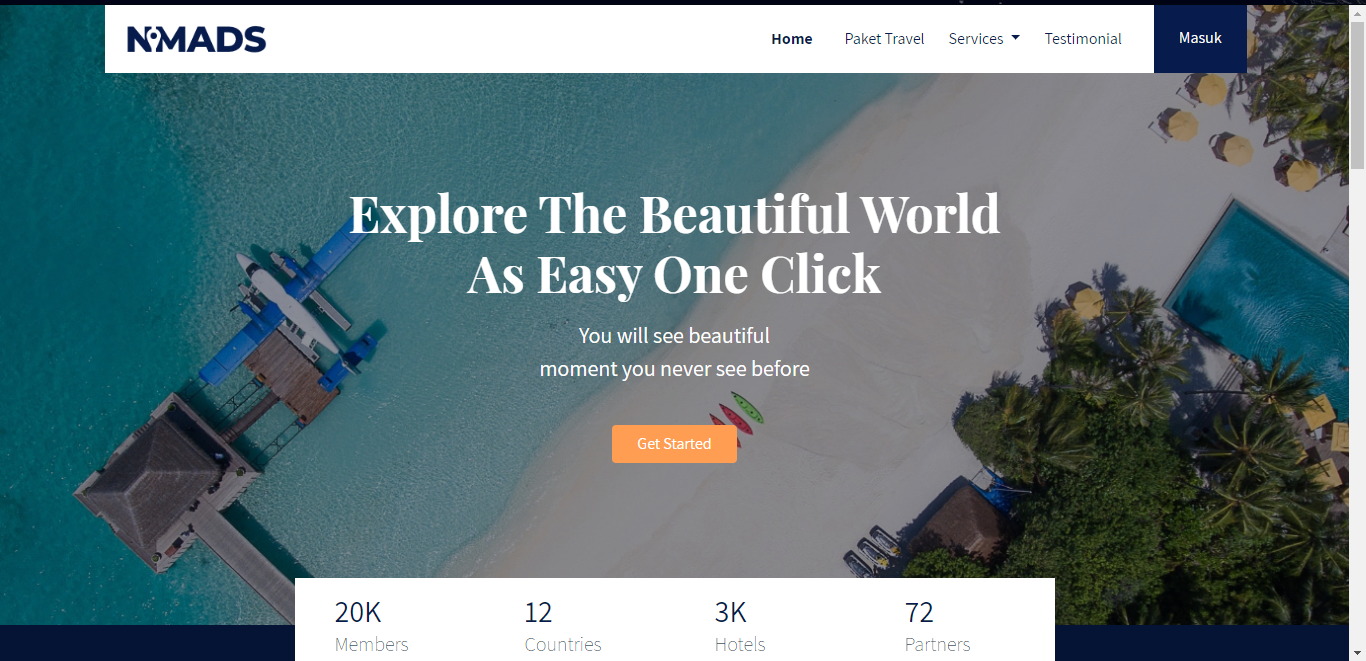 NOMADS
Home Paket Travel Services Testimonial Masuk
Explore The Beautiful World
As Easy One Click
You will see beautiful
moment you never see before
Get Started
20K 12 3K 72
Members Countries Hotels Partners